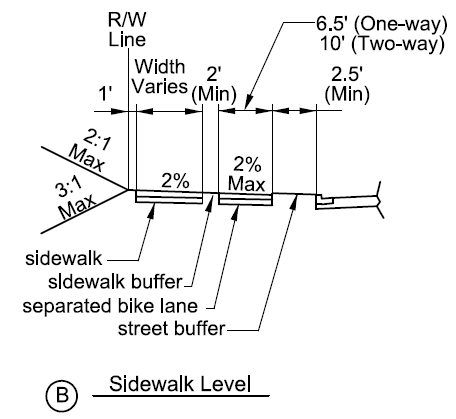 R/W
Line
6.5' (One-way)
10' (Two-way)
Width
Varies
1'
2'
(Min)
2.5'
(Min)
2:1
Max
3:1
Max
2%
2%
Max
sidewalk
sldewalk buffer
separated bike lane
street buffer
B
Sidewalk Level